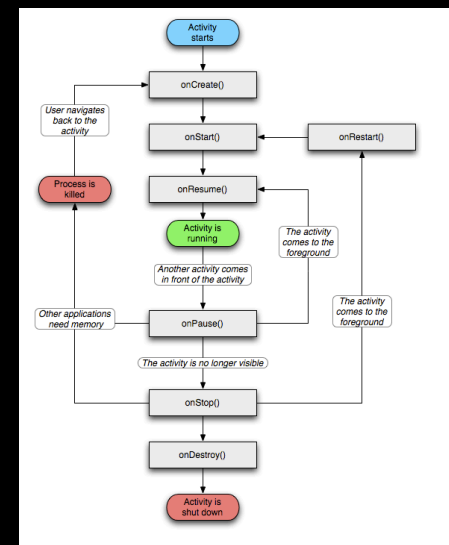 Activity
starts
onCreate()
User navigates
back to the
activity
onStart()
onRestart()
Process is
killed
onResume()
Activity is
running
The activity
comes to the
foreground
Another activity comes
in front of the activity
The activity
comes to the
foreground
Other applications
need memory
onPause()
The activity is no longer visible
onStop()
onDestroy()
Activity is
shut down